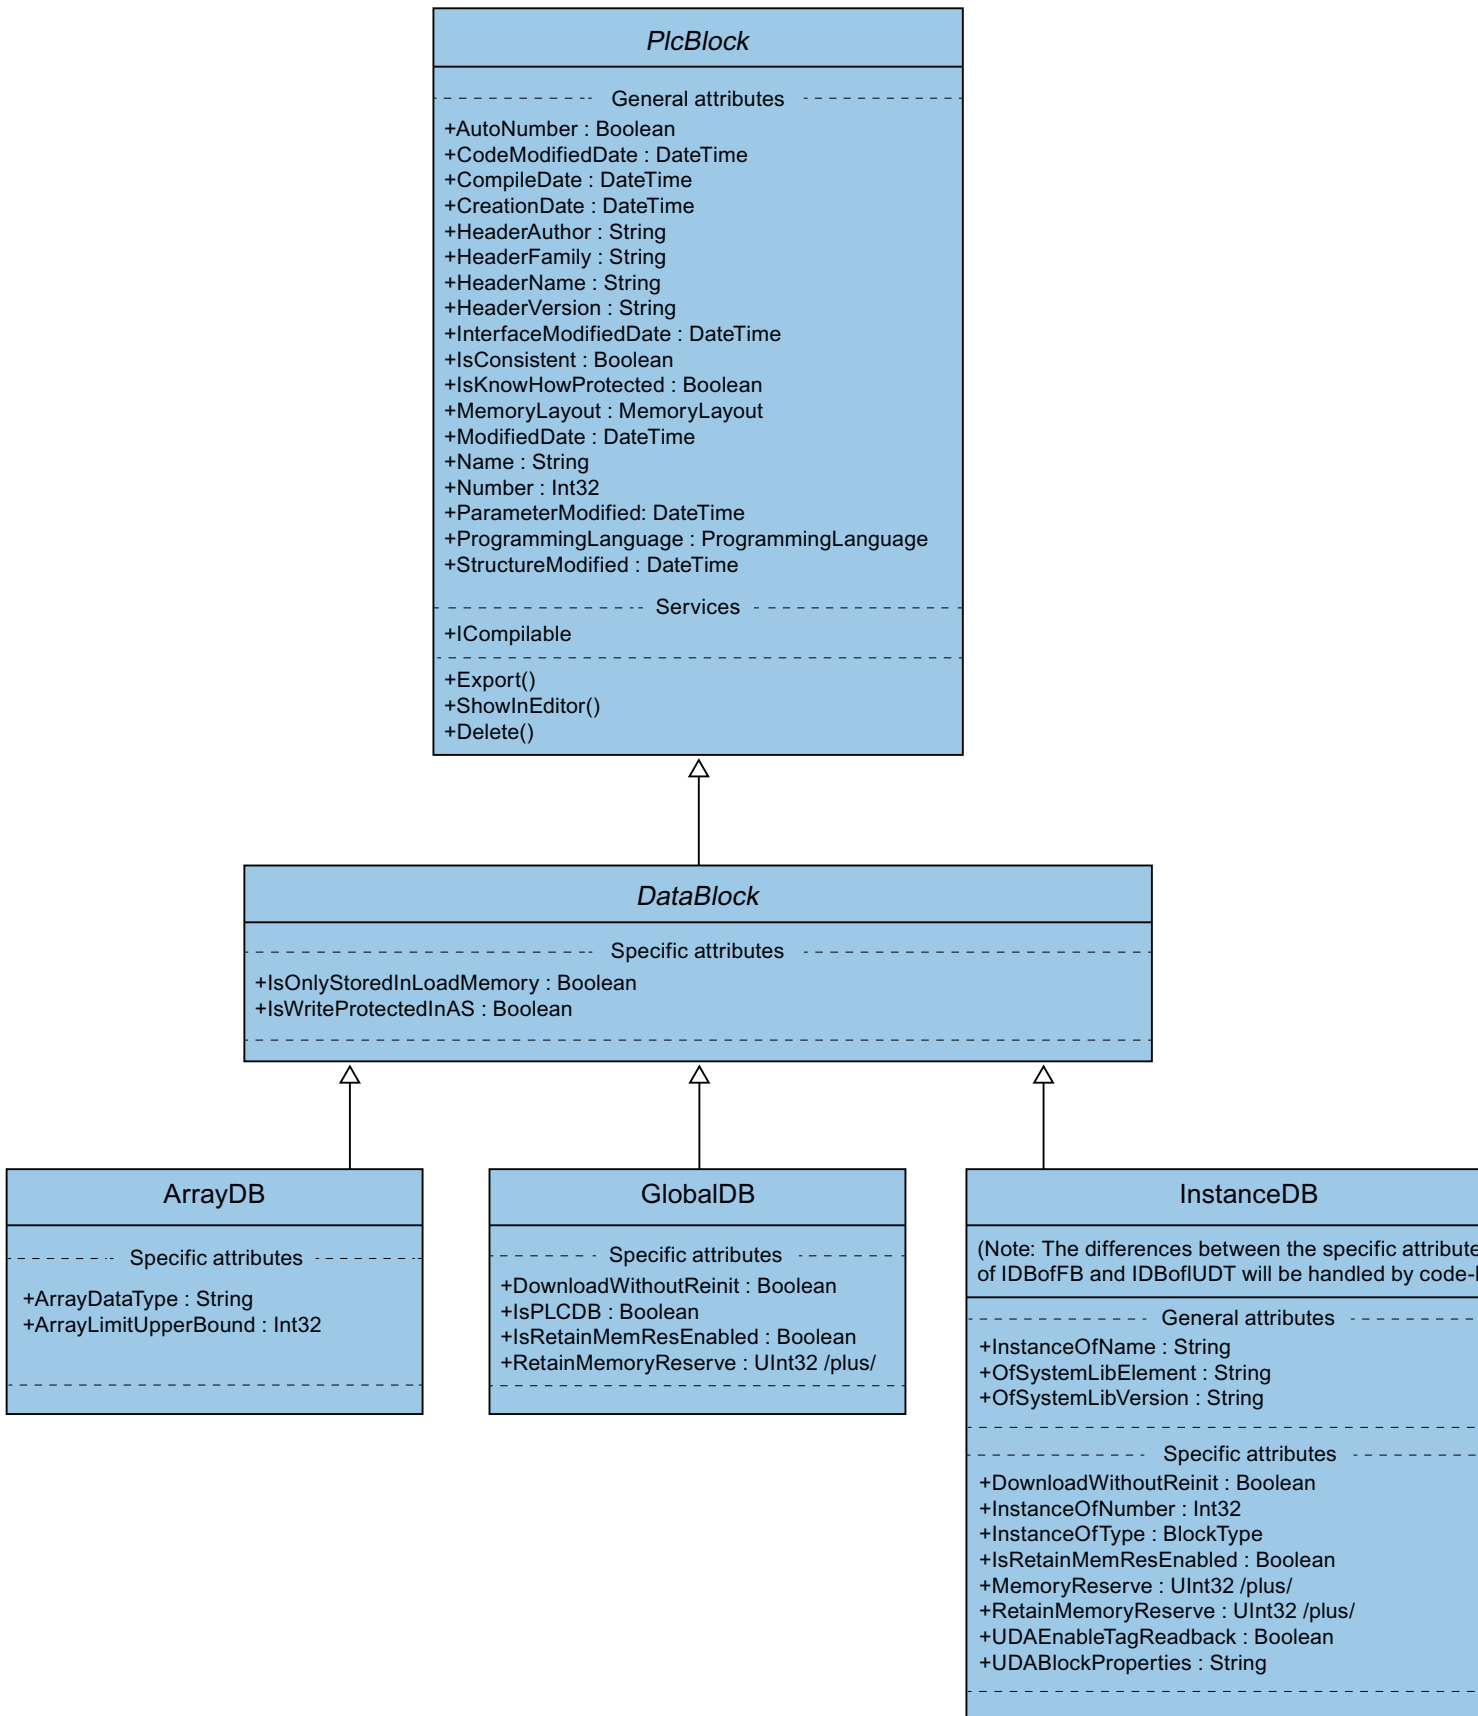 PlcBlock
General attributes
+AutoNumber : Boolean
+CodeModifiedDate : DateTime
+CompileDate : DateTime
+CreationDate : DateTime
+HeaderAuthor : String
+HeaderFamily : String
+HeaderName : String
+HeaderVersion : String
+InterfaceModifiedDate : DateTime
+IsConsistent : Boolean
+IsKnowHowProtected : Boolean
+MemoryLayout : MemoryLayout
+ModifiedDate : DateTime
+Name : String
+Number : Int32
+ParameterModified: DateTime
+ProgrammingLanguage : ProgrammingLanguage
+StructureModified : DateTime
Services
+ICompilable
+Export()
+ShowInEditor()
+Delete()
DataBlock
Specific attributes
+IsOnlyStoredInLoadMemory : Boolean
+IsWriteProtectedInAS : Boolean
ArrayDB
Specific attributes
+ArrayDataType : String
+ArrayLimitUpperBound : Int32
GlobalDB
Specific attributes
+DownloadWithoutReinit : Boolean
+IsPLCDB : Boolean
+IsRetainMemResEnabled : Boolean
+RetainMemoryReserve : UInt32 /plus/
InstanceDB
(Note: The differences between the specific attribute
of IDBofFB and IDBofIUDT will be handled by code-
General attributes
+InstanceOfName : String
+OfSystemLibElement : String
+OfSystemLibVersion : String
Specific attributes
+DownloadWithoutReinit : Boolean
+InstanceOfNumber : Int32
+InstanceOfType : BlockType
+IsRetainMemResEnabled : Boolean
+MemoryReserve : UInt32 /plus/
+RetainMemoryReserve : UInt32 /plus/
+UDAEnableTagReadback : Boolean
+UDABlockProperties : String